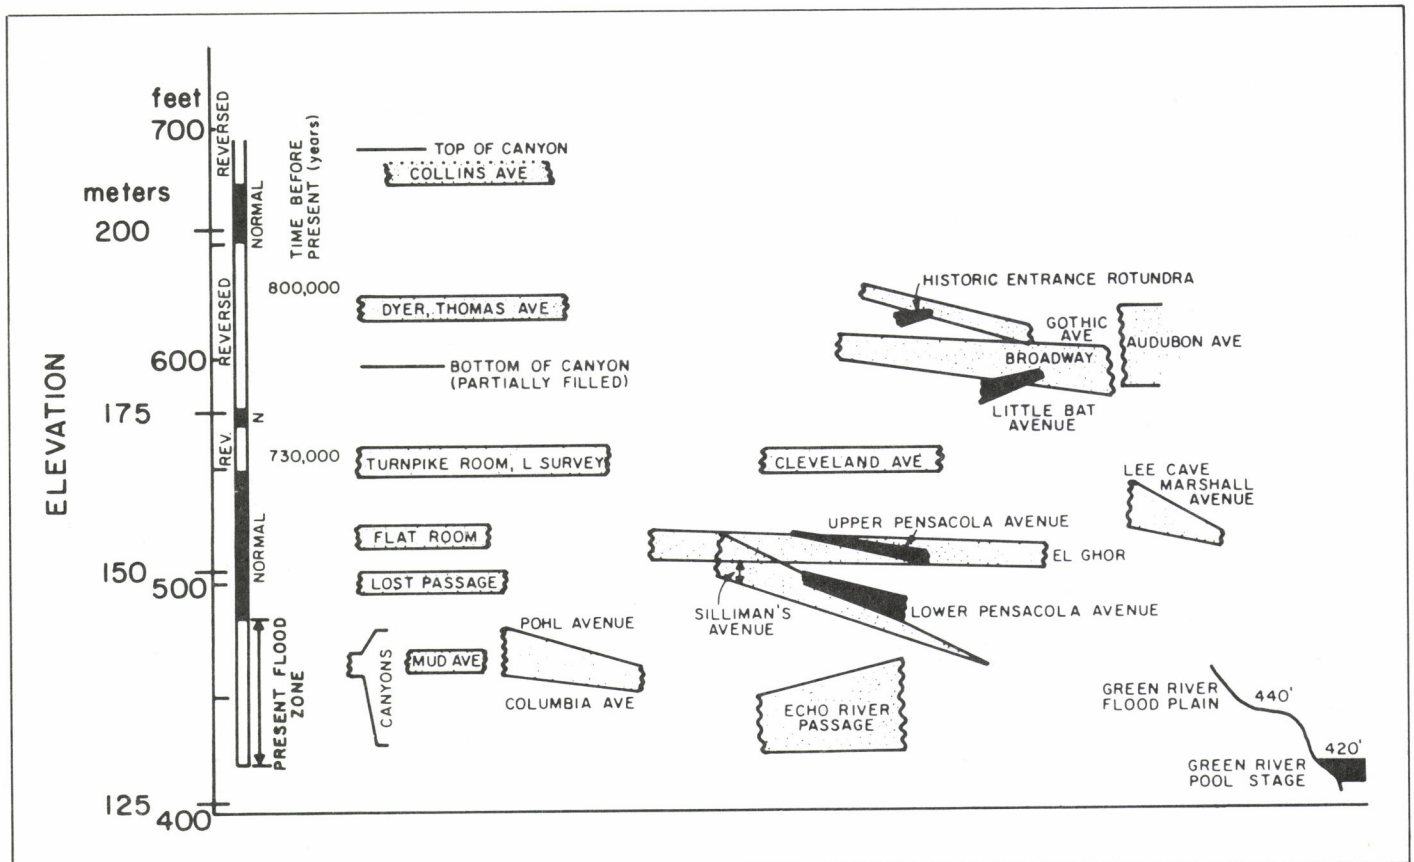 feet
700
meters
200
600
175
150
500
125
400
ELEVATION
REVERSED
NORMAL
REVERSED
N
REV.
NORMAL
PRESENT FLOOD
ZONE
TIME BEFORE
PRESENT (years)
800,000
730,000
TOP OF CANYON
COLLINS AVE
DYER, THOMAS AVE
BOTTOM OF CANYON
(PARTIALLY FILLED)
TURNPIKE ROOM, L SURVEY
FLAT ROOM
LOST PASSAGE
CANYONS
MUD AVE
POHL AVENUE
COLUMBIA AVE
HISTORIC ENTRANCE ROTUNDRA
GOTHIC
AVE
BROADWAY
AUDUBON AVE
LITTLE BAT
AVENUE
CLEVELAND AVE
LEE CAVE
MARSHALL
AVENUE
UPPER PENSACOLA AVENUE
EL GHOR
SILLIMAN'S
AVENUE
LOWER PENSACOLA AVENUE
ECHO RIVER
PASSAGE
GREEN RIVER
FLOOD PLAIN
440'
420'
GREEN RIVER
POOL STAGE